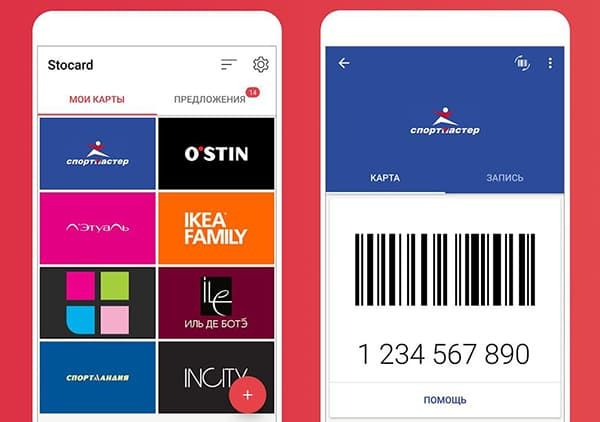 Stocard
МОИ КАРТЫ
ПРЕДЛОЖЕНИЯ
14
спортмастер
O'STIN
Л'Этуаль
IKEA
FAMILY
ile
ИЛЬ ДЕ БОТЭ
СПОРТЛАНДИЯ
INCITY
+
спортмастер
КАРТА
ЗАПИСЬ
1 234 567 890
ПОМОЩЬ